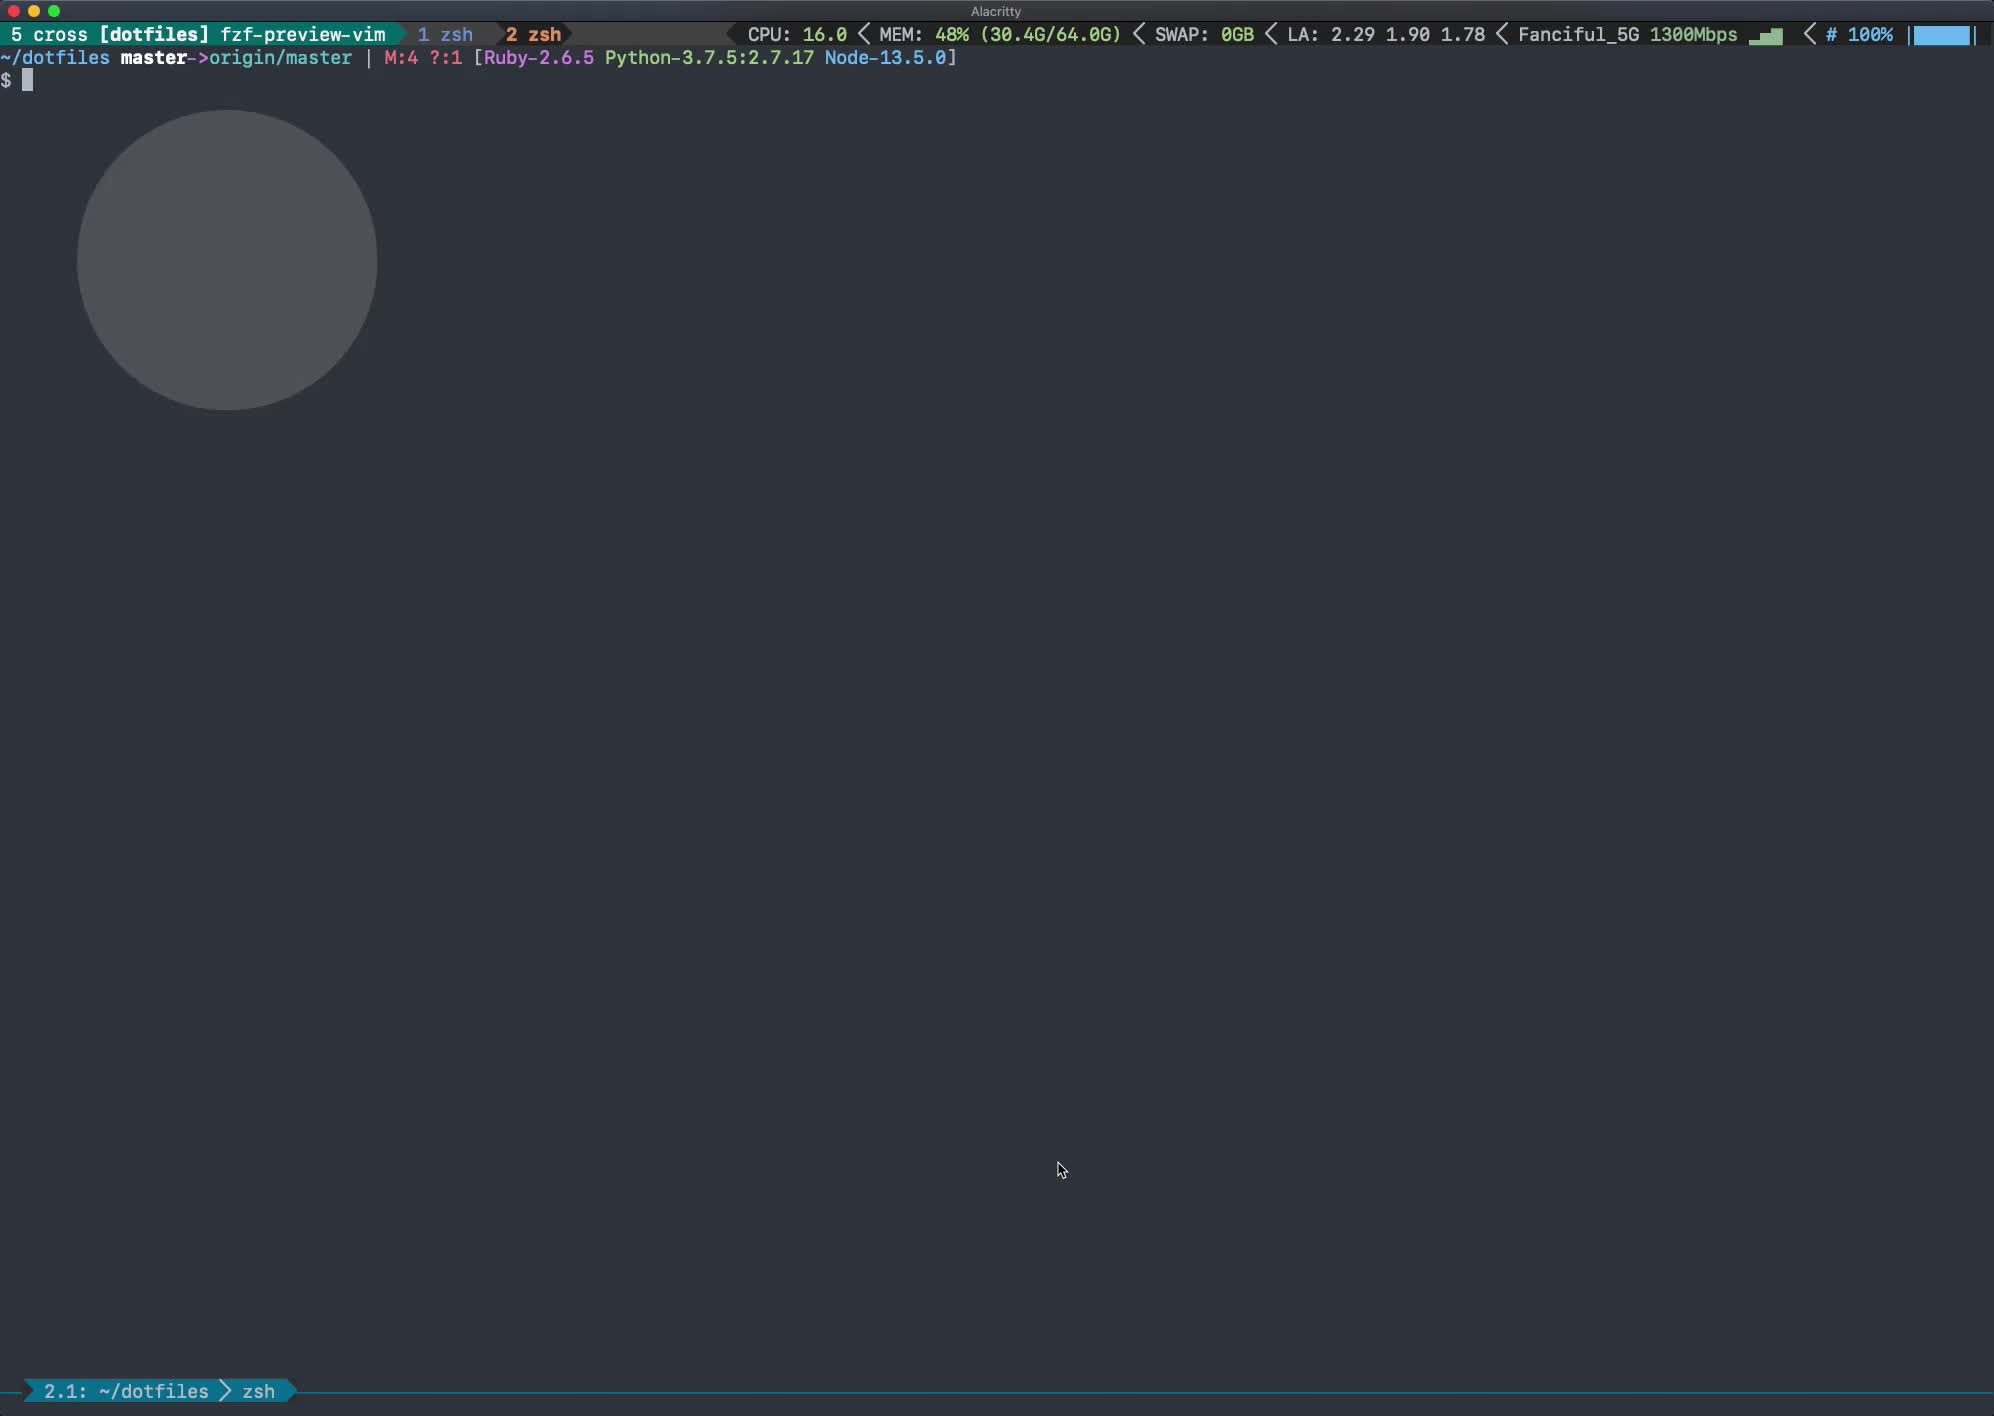 Alacritty
5 cross [dotfiles] fzf-preview-vim 1 zsh 2 zsh CPU: 16.0 MEM: 48% (30.4G/64.0G) SWAP: 0GB LA: 2.29 1.90 1.78 Fanciful_5G 1300Mbps # 100% | |
~/dotfiles master->origin/master | M:4 ?:1 [Ruby-2.6.5 Python-3.7.5:2.7.17 Node-13.5.0]
$
2.1: ~/dotfiles zsh